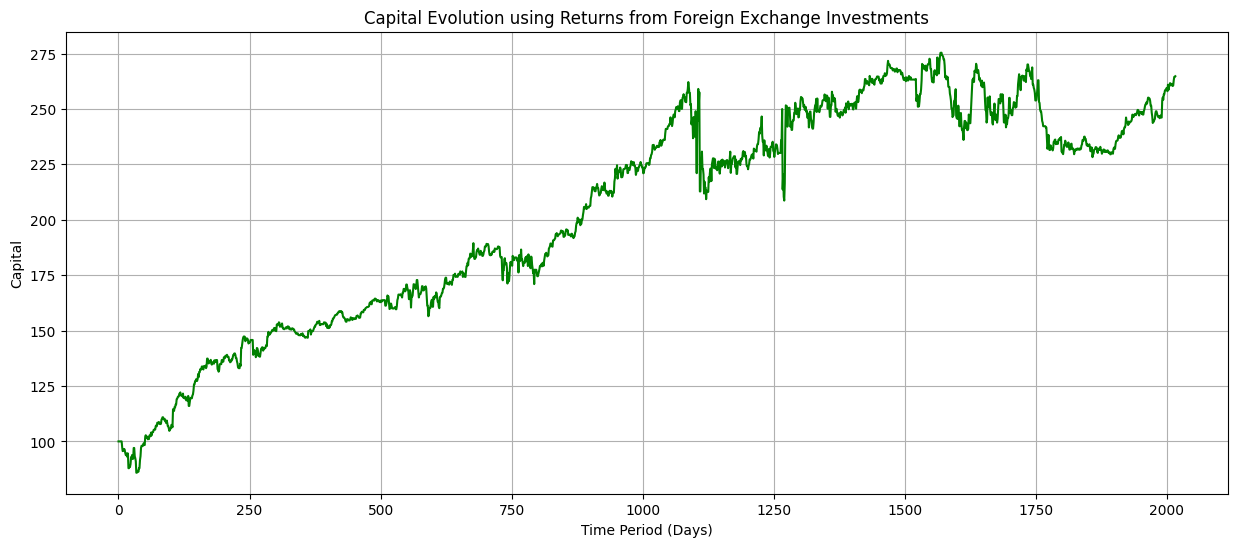 Capital Evolution using Returns from Foreign Exchange Investments
275
250
225
200
175
150
125
100
Capital
0 250 500 750 1000 1250 1500 1750 2000
Time Period (Days)